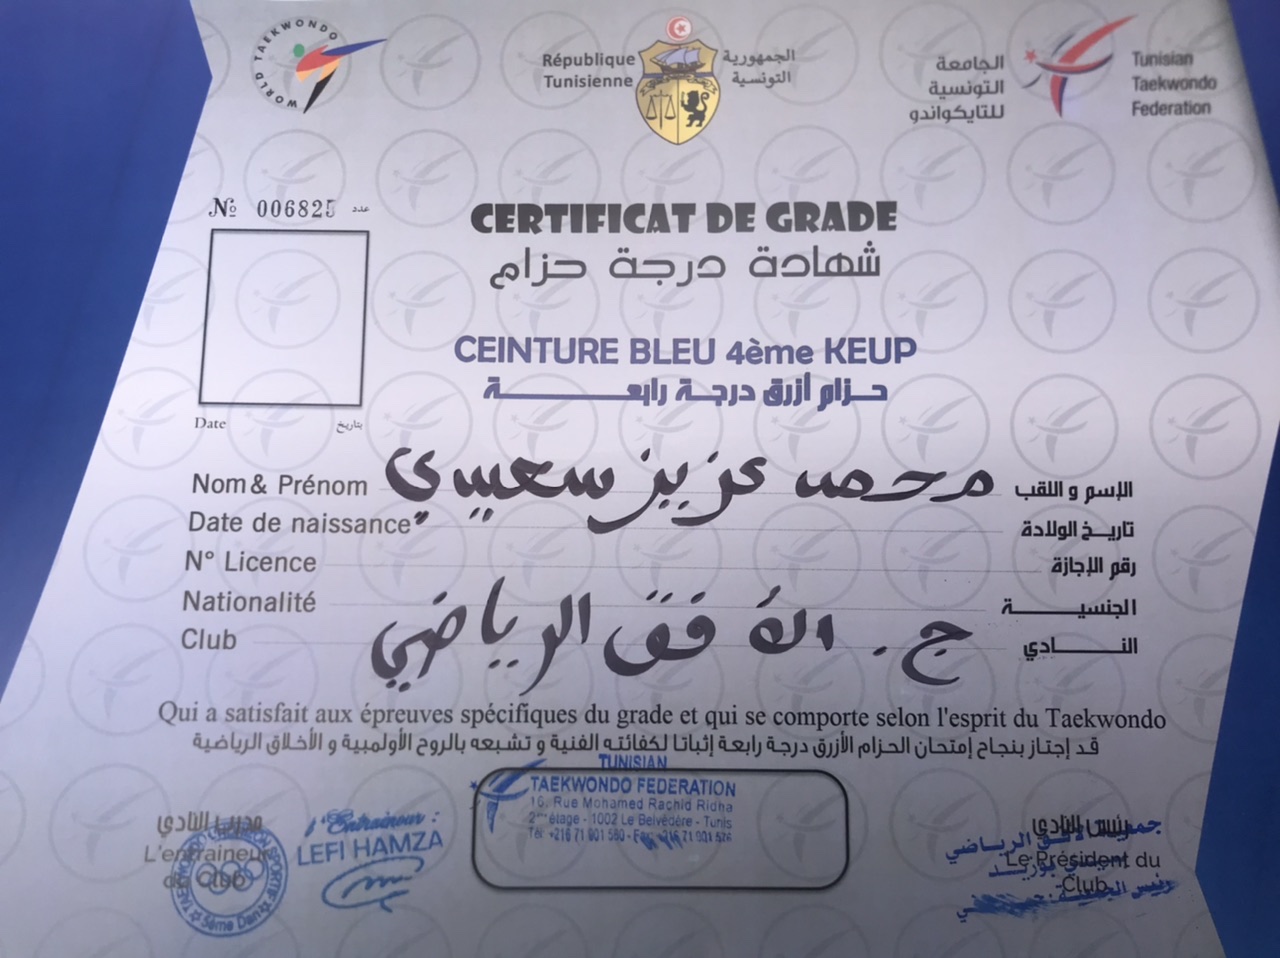 WORLD TAEKWONDO
République Tunisienne
الجمهورية التونسية
الجامعة التونسية للتايكواندو
Tunisian Taekwondo Federation
№ 006825 عدد
CERTIFICAT DE GRADE
شهادة درجة حزام
CEINTURE BLEU 4ème KEUP
حزام أزرق درجة رابعة
Date بتاريخ
Nom & Prénom محمد عزيز سعيدي الإسم و اللقب
Date de naissance تاريخ الولادة
N° Licence رقم الإجازة
Nationalité الجنسية
Club ج. الأفق الرياضي النادي
Qui a satisfait aux épreuves spécifiques du grade et qui se comporte selon l'esprit du Taekwondo
قد إجتاز بنجاح إمتحان الحزام الأزرق درجة رابعة إثباتا لكفائته الفنية و تشبعه بالروح الأولمبية و الأخلاق الرياضية
TUNISIAN
TAEKWONDO FEDERATION
16, Rue Mohamed Rachid Ridha
2ème étage - 1002 Le Belvédère - Tunis
مدرب النادي
L'entraineur du Club
L'Entraineur :
LEFI HAMZA
5ème Dan
رئيس النادي
Le Président du Club